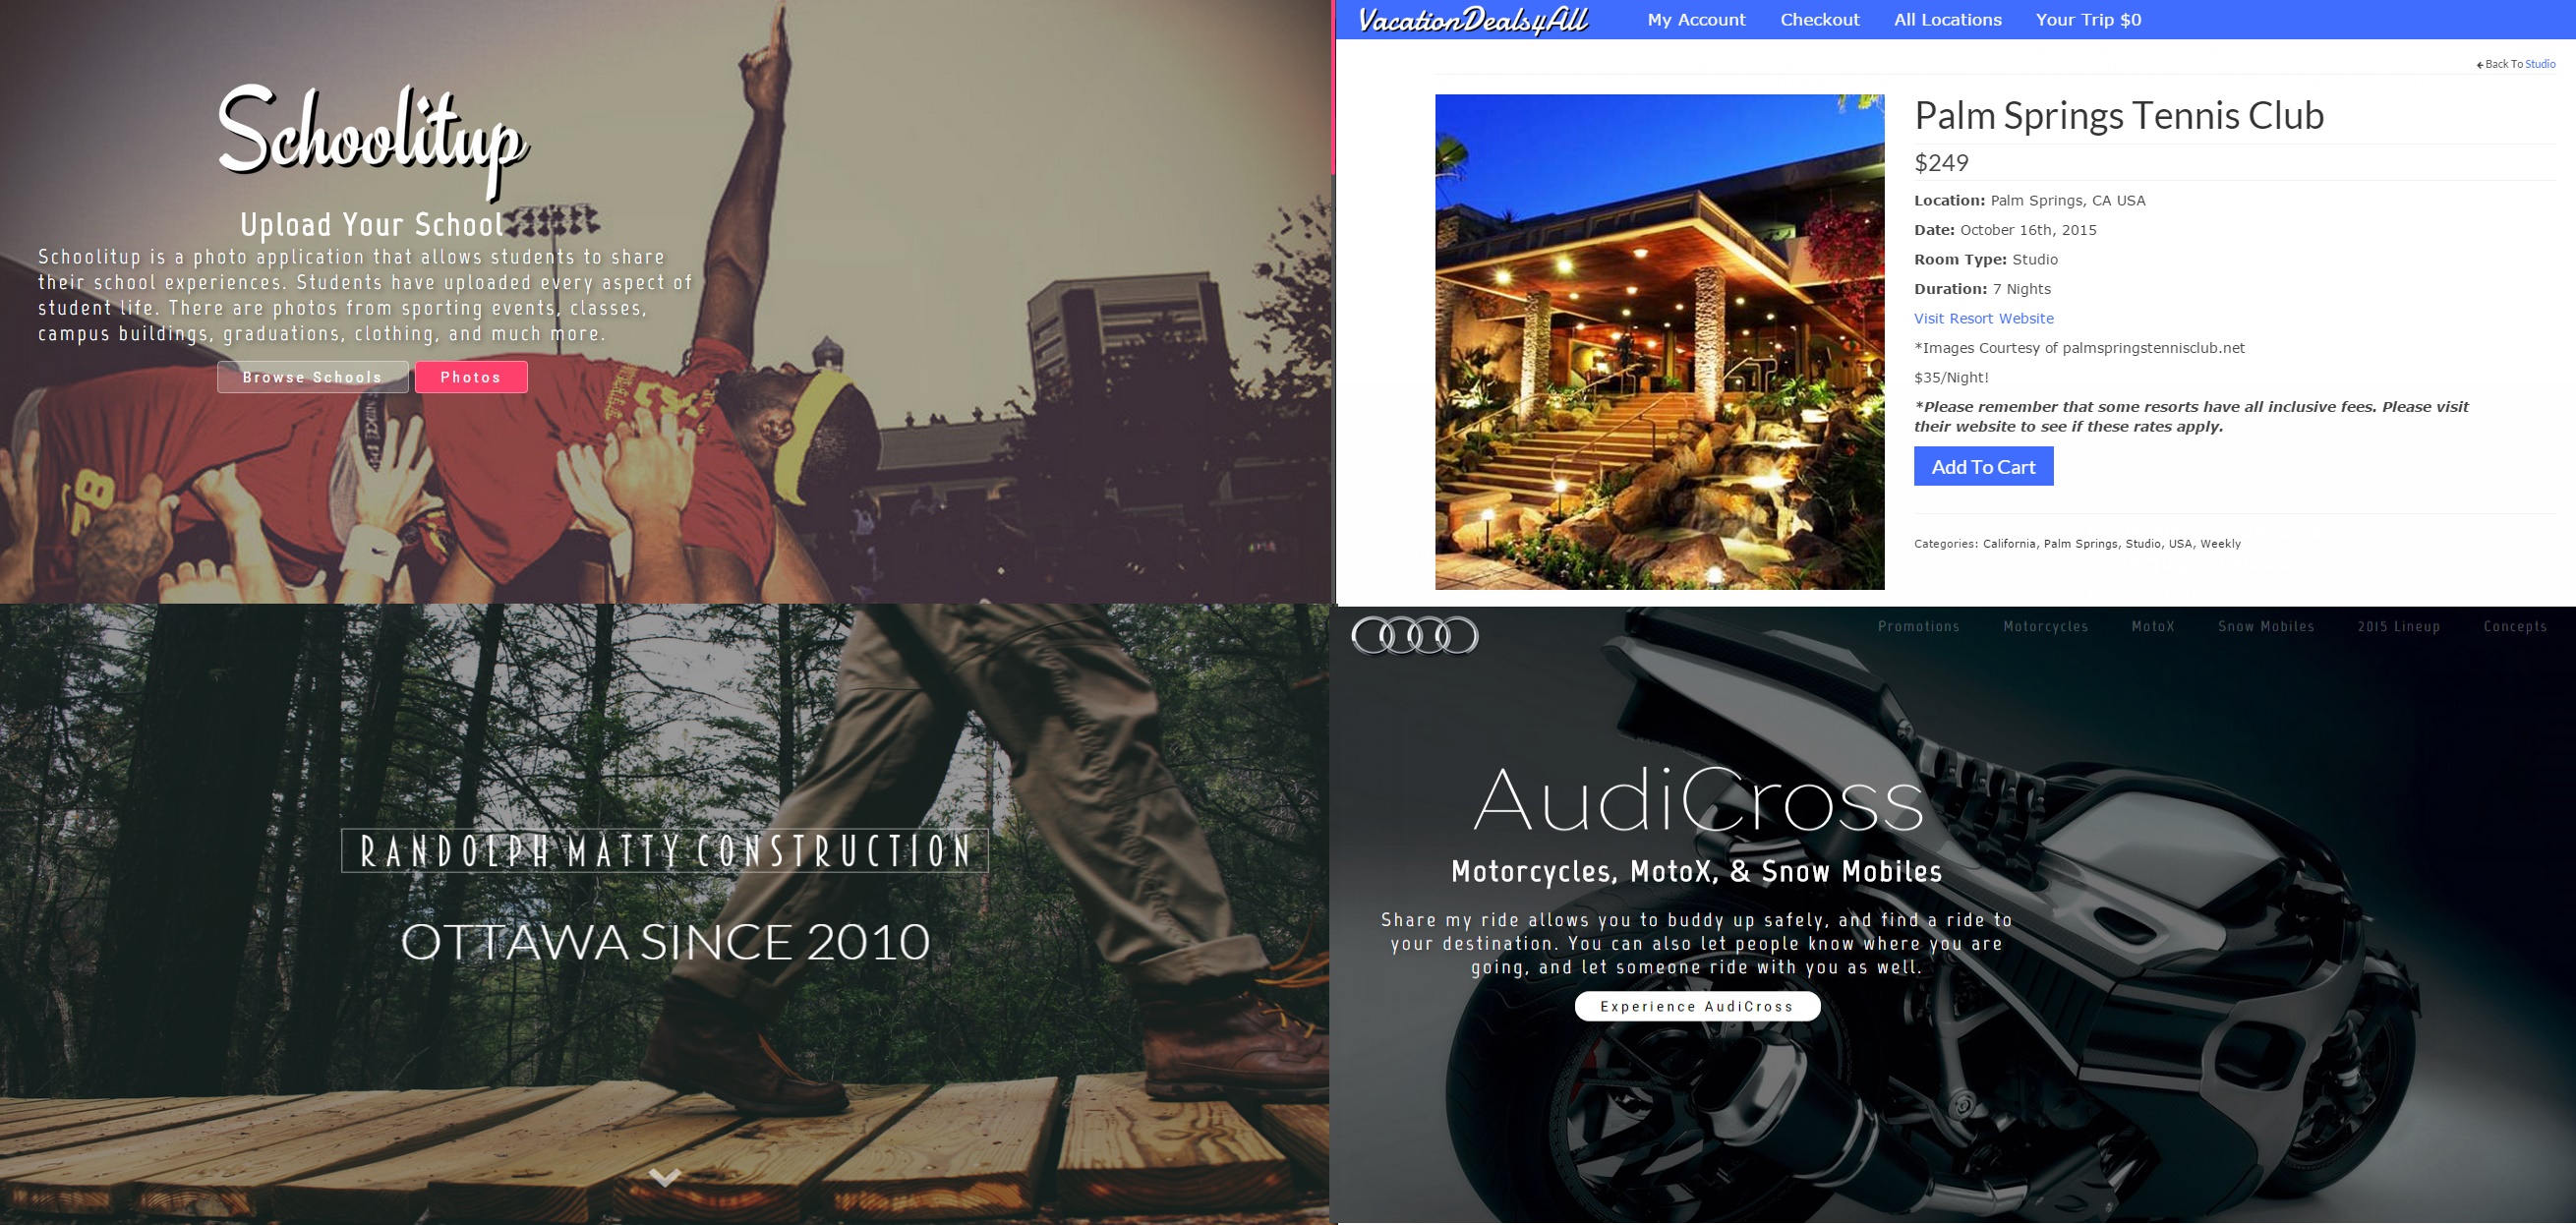 Schoolitup
Upload Your School
Schoolitup is a photo application that allows students to share
their school experiences. Students have uploaded every aspect of
student life. There are photos from sporting events, classes,
campus buildings, graduations, clothing, and much more.
Browse Schools
Photos
VacationDeals4All
My Account
Checkout
All Locations
Your Trip $0
Back To Studio
Palm Springs Tennis Club
$249
Location: Palm Springs, CA USA
Date: October 16th, 2015
Room Type: Studio
Duration: 7 Nights
Visit Resort Website
*Images Courtesy of palmspringstennisclub.net
$35/Night!
*Please remember that some resorts have all inclusive fees. Please visit
their website to see if these rates apply.
Add To Cart
Categories: California, Palm Springs, Studio, USA, Weekly
RANDOLPH MATTY CONSTRUCTION
OTTAWA SINCE 2010
Promotions
Motorcycles
MotoX
Snow Mobiles
2015 Lineup
Concepts
AudiCross
Motorcycles, MotoX, & Snow Mobiles
Share my ride allows you to buddy up safely, and find a ride to
your destination. You can also let people know where you are
going, and let someone ride with you as well.
Experience AudiCross